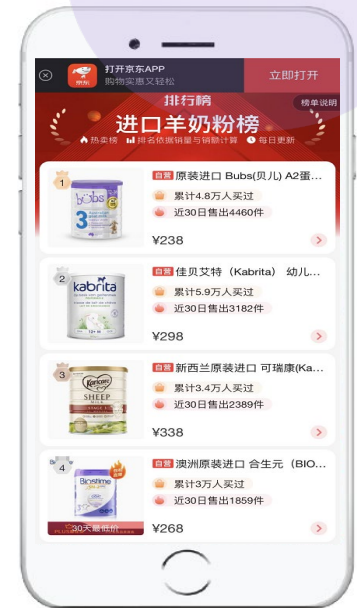 打开京东APP
购物实惠又轻松
京东
立即打开
排行榜
榜单说明
进口羊奶粉榜
热卖榜 排名依据销量与销额计算 每日更新
1
bubs
3
自营 原装进口 Bubs(贝儿) A2蛋...
累计4.8万人买过
近30日售出4460件
¥238
2
kabrita
自营 佳贝艾特（Kabrita） 幼儿...
累计5.9万人买过
近30日售出3182件
¥298
3
Karicare
SHEEP
MILK
自营 新西兰原装进口 可瑞康(Ka...
累计3.4万人买过
近30日售出2389件
¥338
4
Biostime
30天最低价
自营 澳洲原装进口 合生元（BIO...
累计3万人买过
近30日售出1859件
¥268